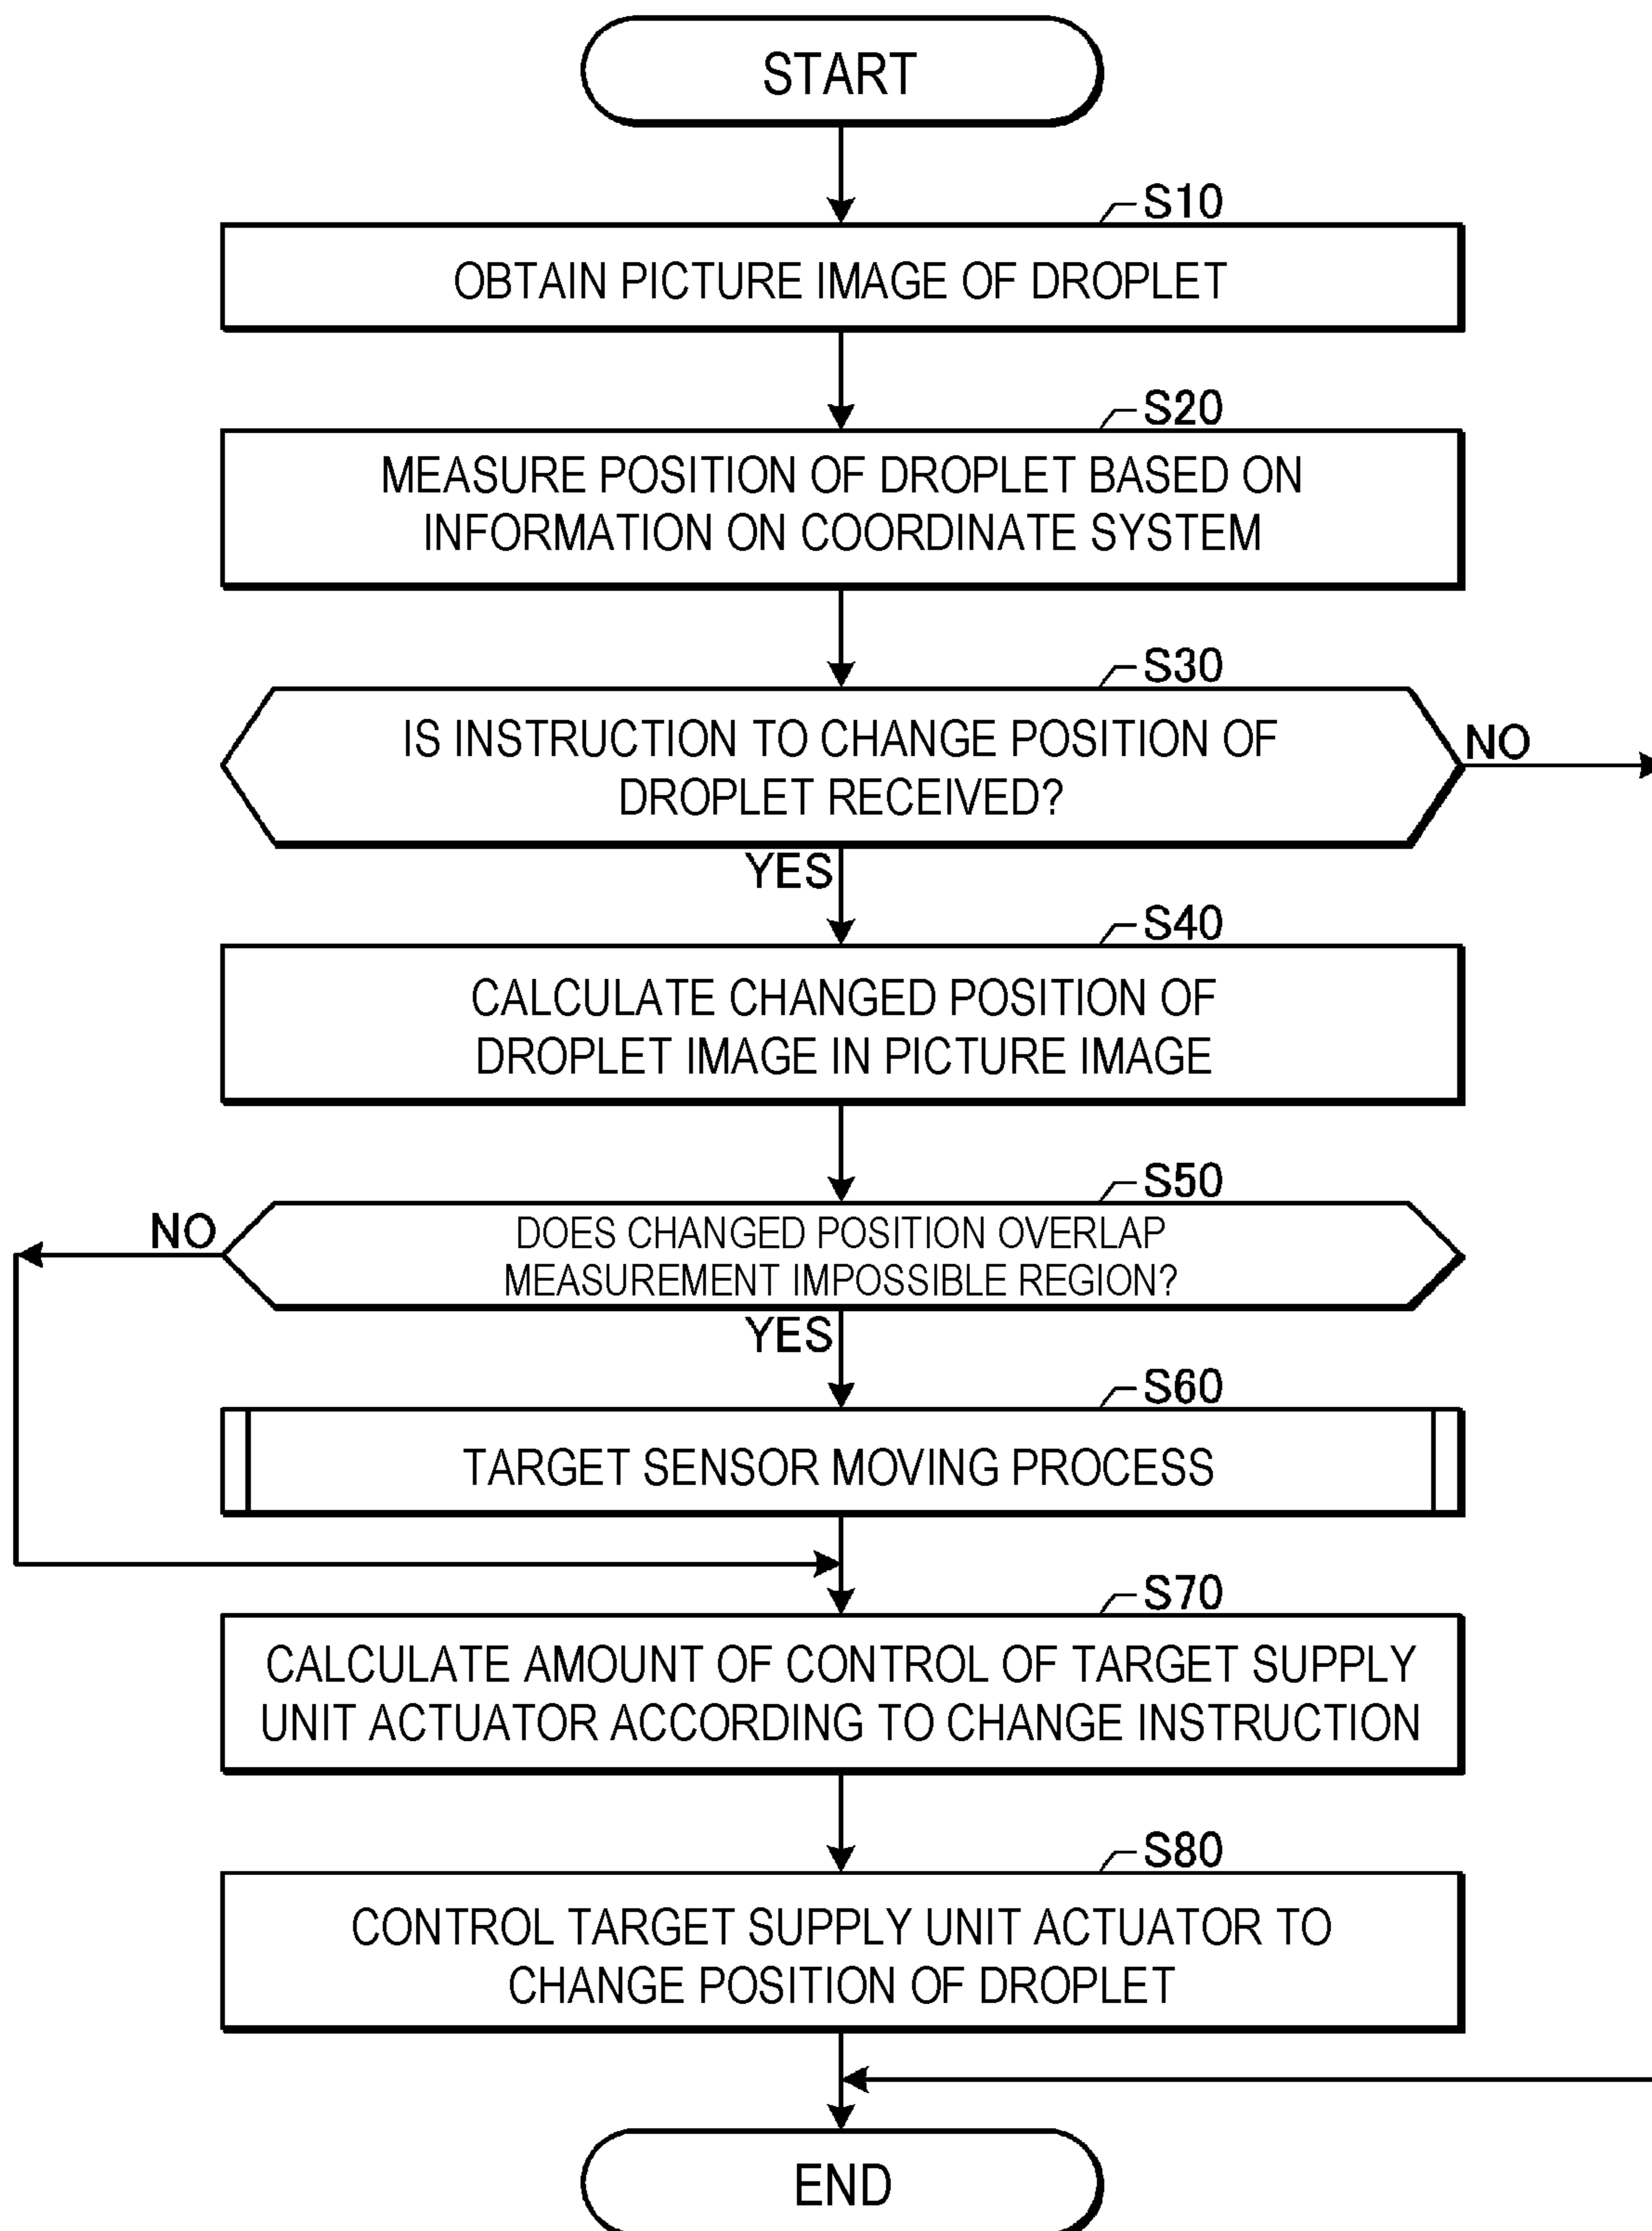 START
S10
OBTAIN PICTURE IMAGE OF DROPLET
S20
MEASURE POSITION OF DROPLET BASED ON
INFORMATION ON COORDINATE SYSTEM
S30
IS INSTRUCTION TO CHANGE POSITION OF
DROPLET RECEIVED?
NO
YES
S40
CALCULATE CHANGED POSITION OF
DROPLET IMAGE IN PICTURE IMAGE
S50
NO
DOES CHANGED POSITION OVERLAP
MEASUREMENT IMPOSSIBLE REGION?
YES
S60
TARGET SENSOR MOVING PROCESS
S70
CALCULATE AMOUNT OF CONTROL OF TARGET SUPPLY
UNIT ACTUATOR ACCORDING TO CHANGE INSTRUCTION
S80
CONTROL TARGET SUPPLY UNIT ACTUATOR TO
CHANGE POSITION OF DROPLET
END